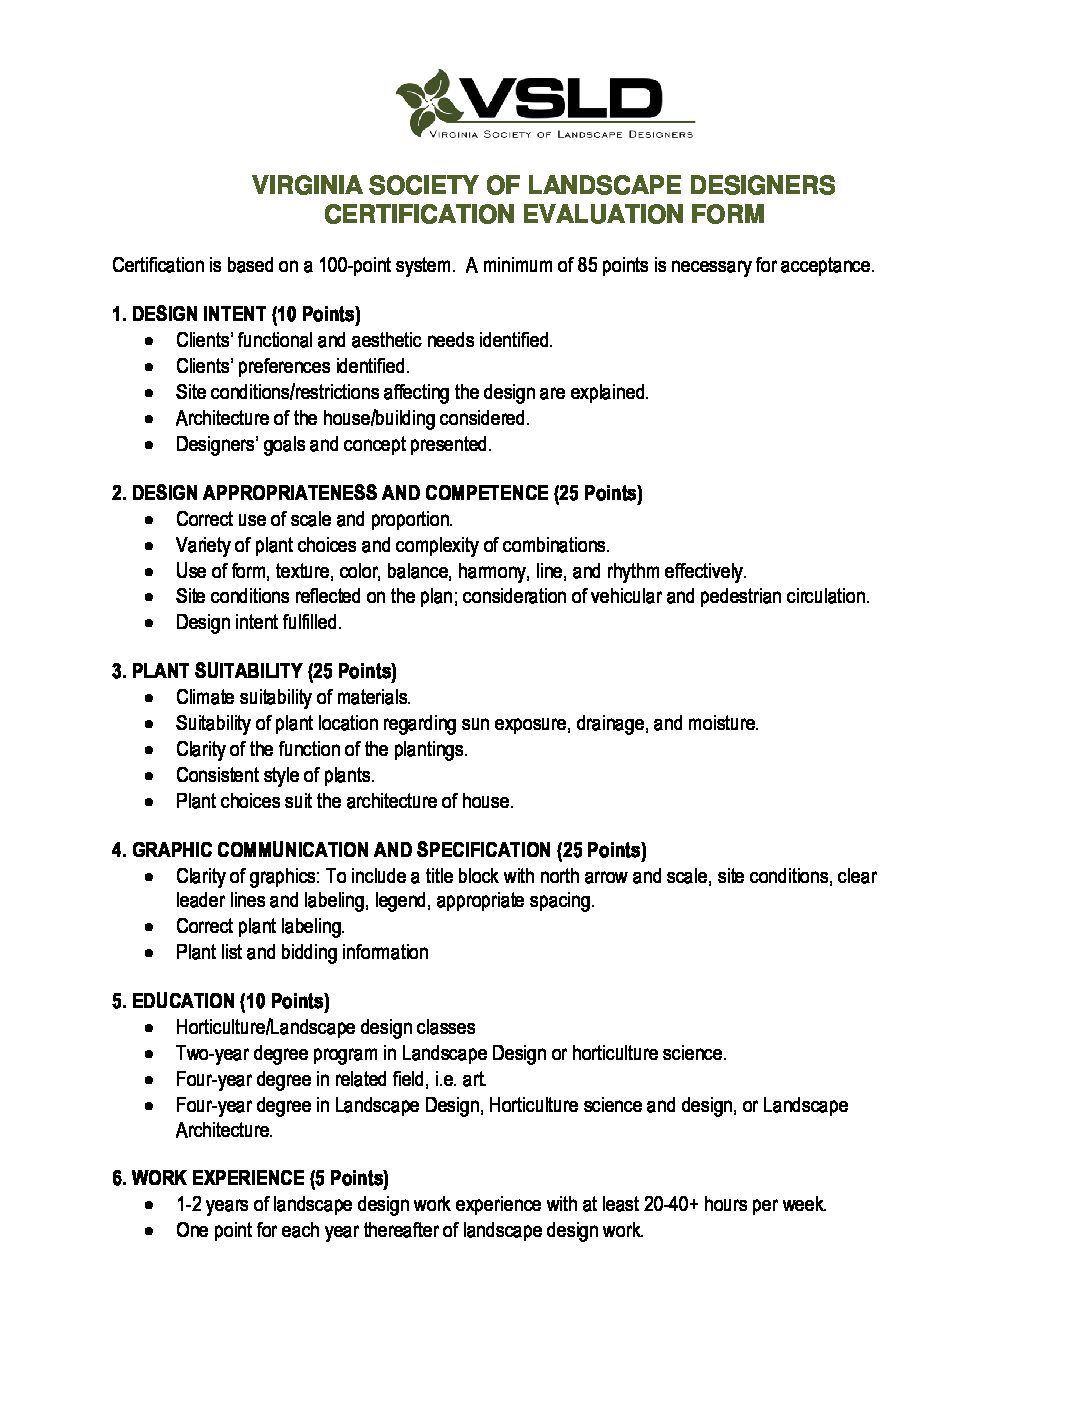 VSLD
VIRGINIA SOCIETY OF LANDSCAPE DESIGNERS
VIRGINIA SOCIETY OF LANDSCAPE DESIGNERS
CERTIFICATION EVALUATION FORM
Certification is based on a 100-point system. A minimum of 85 points is necessary for acceptance.
1. DESIGN INTENT (10 Points)
• Clients’ functional and aesthetic needs identified.
• Clients’ preferences identified.
• Site conditions/restrictions affecting the design are explained.
• Architecture of the house/building considered.
• Designers’ goals and concept presented.
2. DESIGN APPROPRIATENESS AND COMPETENCE (25 Points)
• Correct use of scale and proportion.
• Variety of plant choices and complexity of combinations.
• Use of form, texture, color, balance, harmony, line, and rhythm effectively.
• Site conditions reflected on the plan; consideration of vehicular and pedestrian circulation.
• Design intent fulfilled.
3. PLANT SUITABILITY (25 Points)
• Climate suitability of materials.
• Suitability of plant location regarding sun exposure, drainage, and moisture.
• Clarity of the function of the plantings.
• Consistent style of plants.
• Plant choices suit the architecture of house.
4. GRAPHIC COMMUNICATION AND SPECIFICATION (25 Points)
• Clarity of graphics: To include a title block with north arrow and scale, site conditions, clear
leader lines and labeling, legend, appropriate spacing.
• Correct plant labeling.
• Plant list and bidding information
5. EDUCATION (10 Points)
• Horticulture/Landscape design classes
• Two-year degree program in Landscape Design or horticulture science.
• Four-year degree in related field, i.e. art.
• Four-year degree in Landscape Design, Horticulture science and design, or Landscape
Architecture.
6. WORK EXPERIENCE (5 Points)
• 1-2 years of landscape design work experience with at least 20-40+ hours per week.
• One point for each year thereafter of landscape design work.